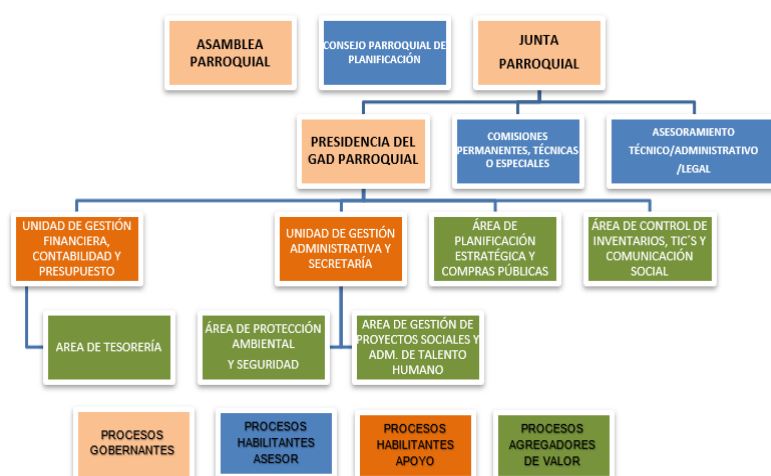 ASAMBLEA
PARROQUIAL
CONSEJO PARROQUIAL DE
PLANIFICACIÓN
JUNTA
PARROQUIAL
PRESIDENCIA DEL
GAD PARROQUIAL
COMISIONES
PERMANENTES, TÉCNICAS
O ESPECIALES
ASESORAMIENTO
TÉCNICO/ADMINISTRATIVO
/LEGAL
UNIDAD DE GESTIÓN
FINANCIERA,
CONTABILIDAD Y
PRESUPUESTO
UNIDAD DE GESTIÓN
ADMINISTRATIVA Y
SECRETARÍA
ÁREA DE
PLANIFICACIÓN
ESTRATÉGICA Y
COMPRAS PÚBLICAS
ÁREA DE CONTROL DE
INVENTARIOS, TIC´S Y
COMUNICACIÓN
SOCIAL
AREA DE TESORERÍA
ÁREA DE PROTECCIÓN
AMBIENTAL
Y SEGURIDAD
AREA DE GESTIÓN DE
PROYECTOS SOCIALES Y
ADM. DE TALENTO
HUMANO
PROCESOS
GOBERNANTES
PROCESOS
HABILITANTES
ASESOR
PROCESOS
HABILITANTES
APOYO
PROCESOS
AGREGADORES
DE VALOR